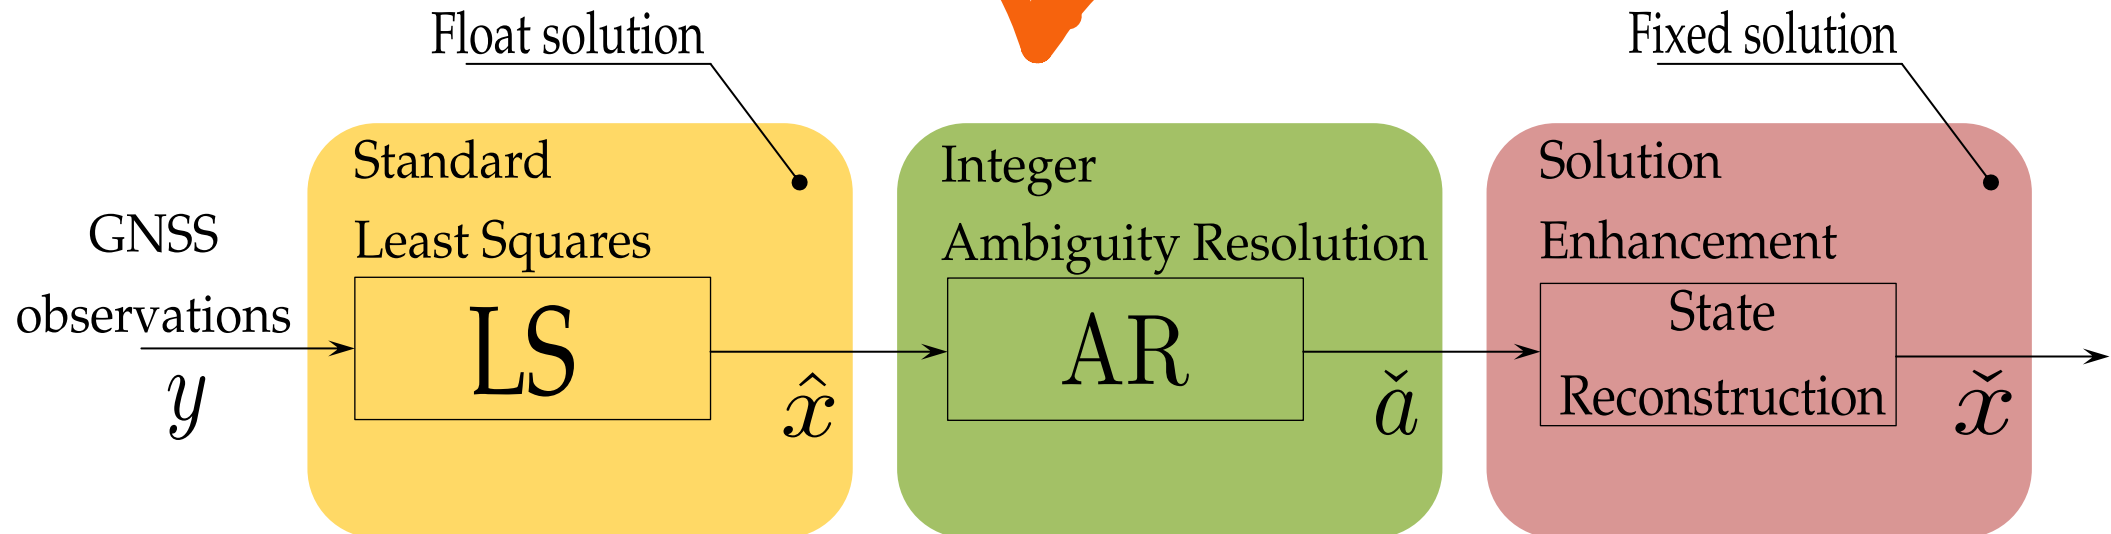 Float solution
Fixed solution
Standard
Least Squares
Integer
Ambiguity Resolution
Solution
Enhancement
GNSS
observations
y
LS
x̂
AR
ǎ
State
Reconstruction
x̌